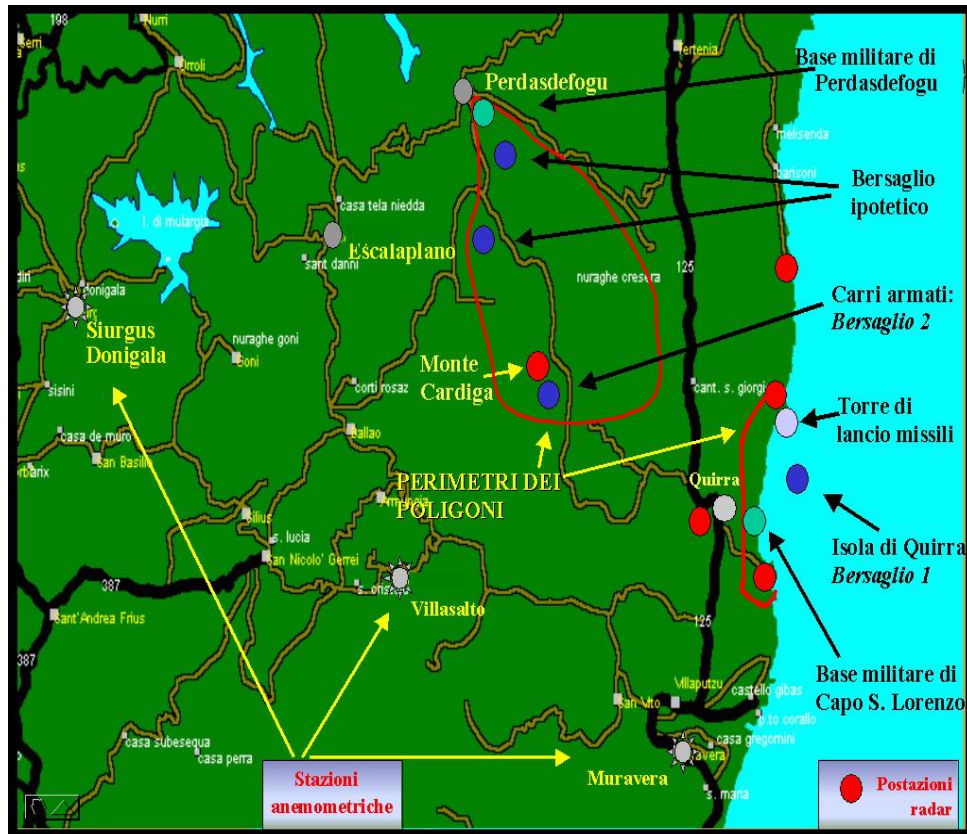 198
Nurri
Serri
Orroli
Tertenia
Base militare di
Perdasdefogu
Perdasdefogu
melisenda
barisoni
Bersaglio
ipotetico
casa tela niedda
l. di mulargia
Escalaplano
sant danni
125
nuraghe cresera
donigala
Siurgus
Donigala
Carri armati:
Bersaglio 2
nuraghe goni
Goni
Monte
Cardiga
sisini
corti rosaz
cant. s. giorgi
Torre di
lancio missili
casa de muro
Ballao
San Basilio
PERIMETRI DEI
POLIGONI
Quirra
Armungia
Silius
s. lucia
San Nicolo' Gerrei
Isola di Quirra
Bersaglio 1
387
Villasalto
Sant'Andrea Frius
125
387
Villaputzu
castello gibas
San Vito
p.to corallo
Base militare di
Capo S. Lorenzo
casa subesequa
casa perra
casa gregomini
Muravera
s. maria
Stazioni
anemometriche
Postazioni
radar